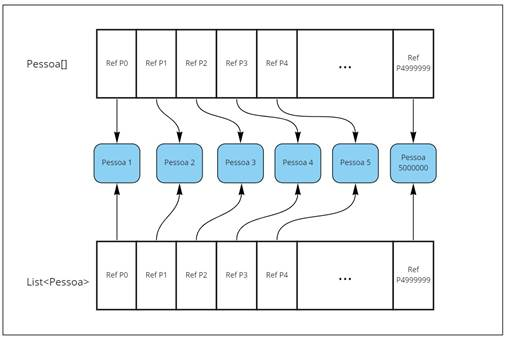 Pessoa[]
Ref P0
Ref P1
Ref P2
Ref P3
Ref P4
...
Ref
P4999999
Pessoa 1
Pessoa 2
Pessoa 3
Pessoa 4
Pessoa 5
Pessoa
5000000
List<Pessoa>
Ref P0
Ref P1
Ref P2
Ref P3
Ref P4
...
Ref
P4999999